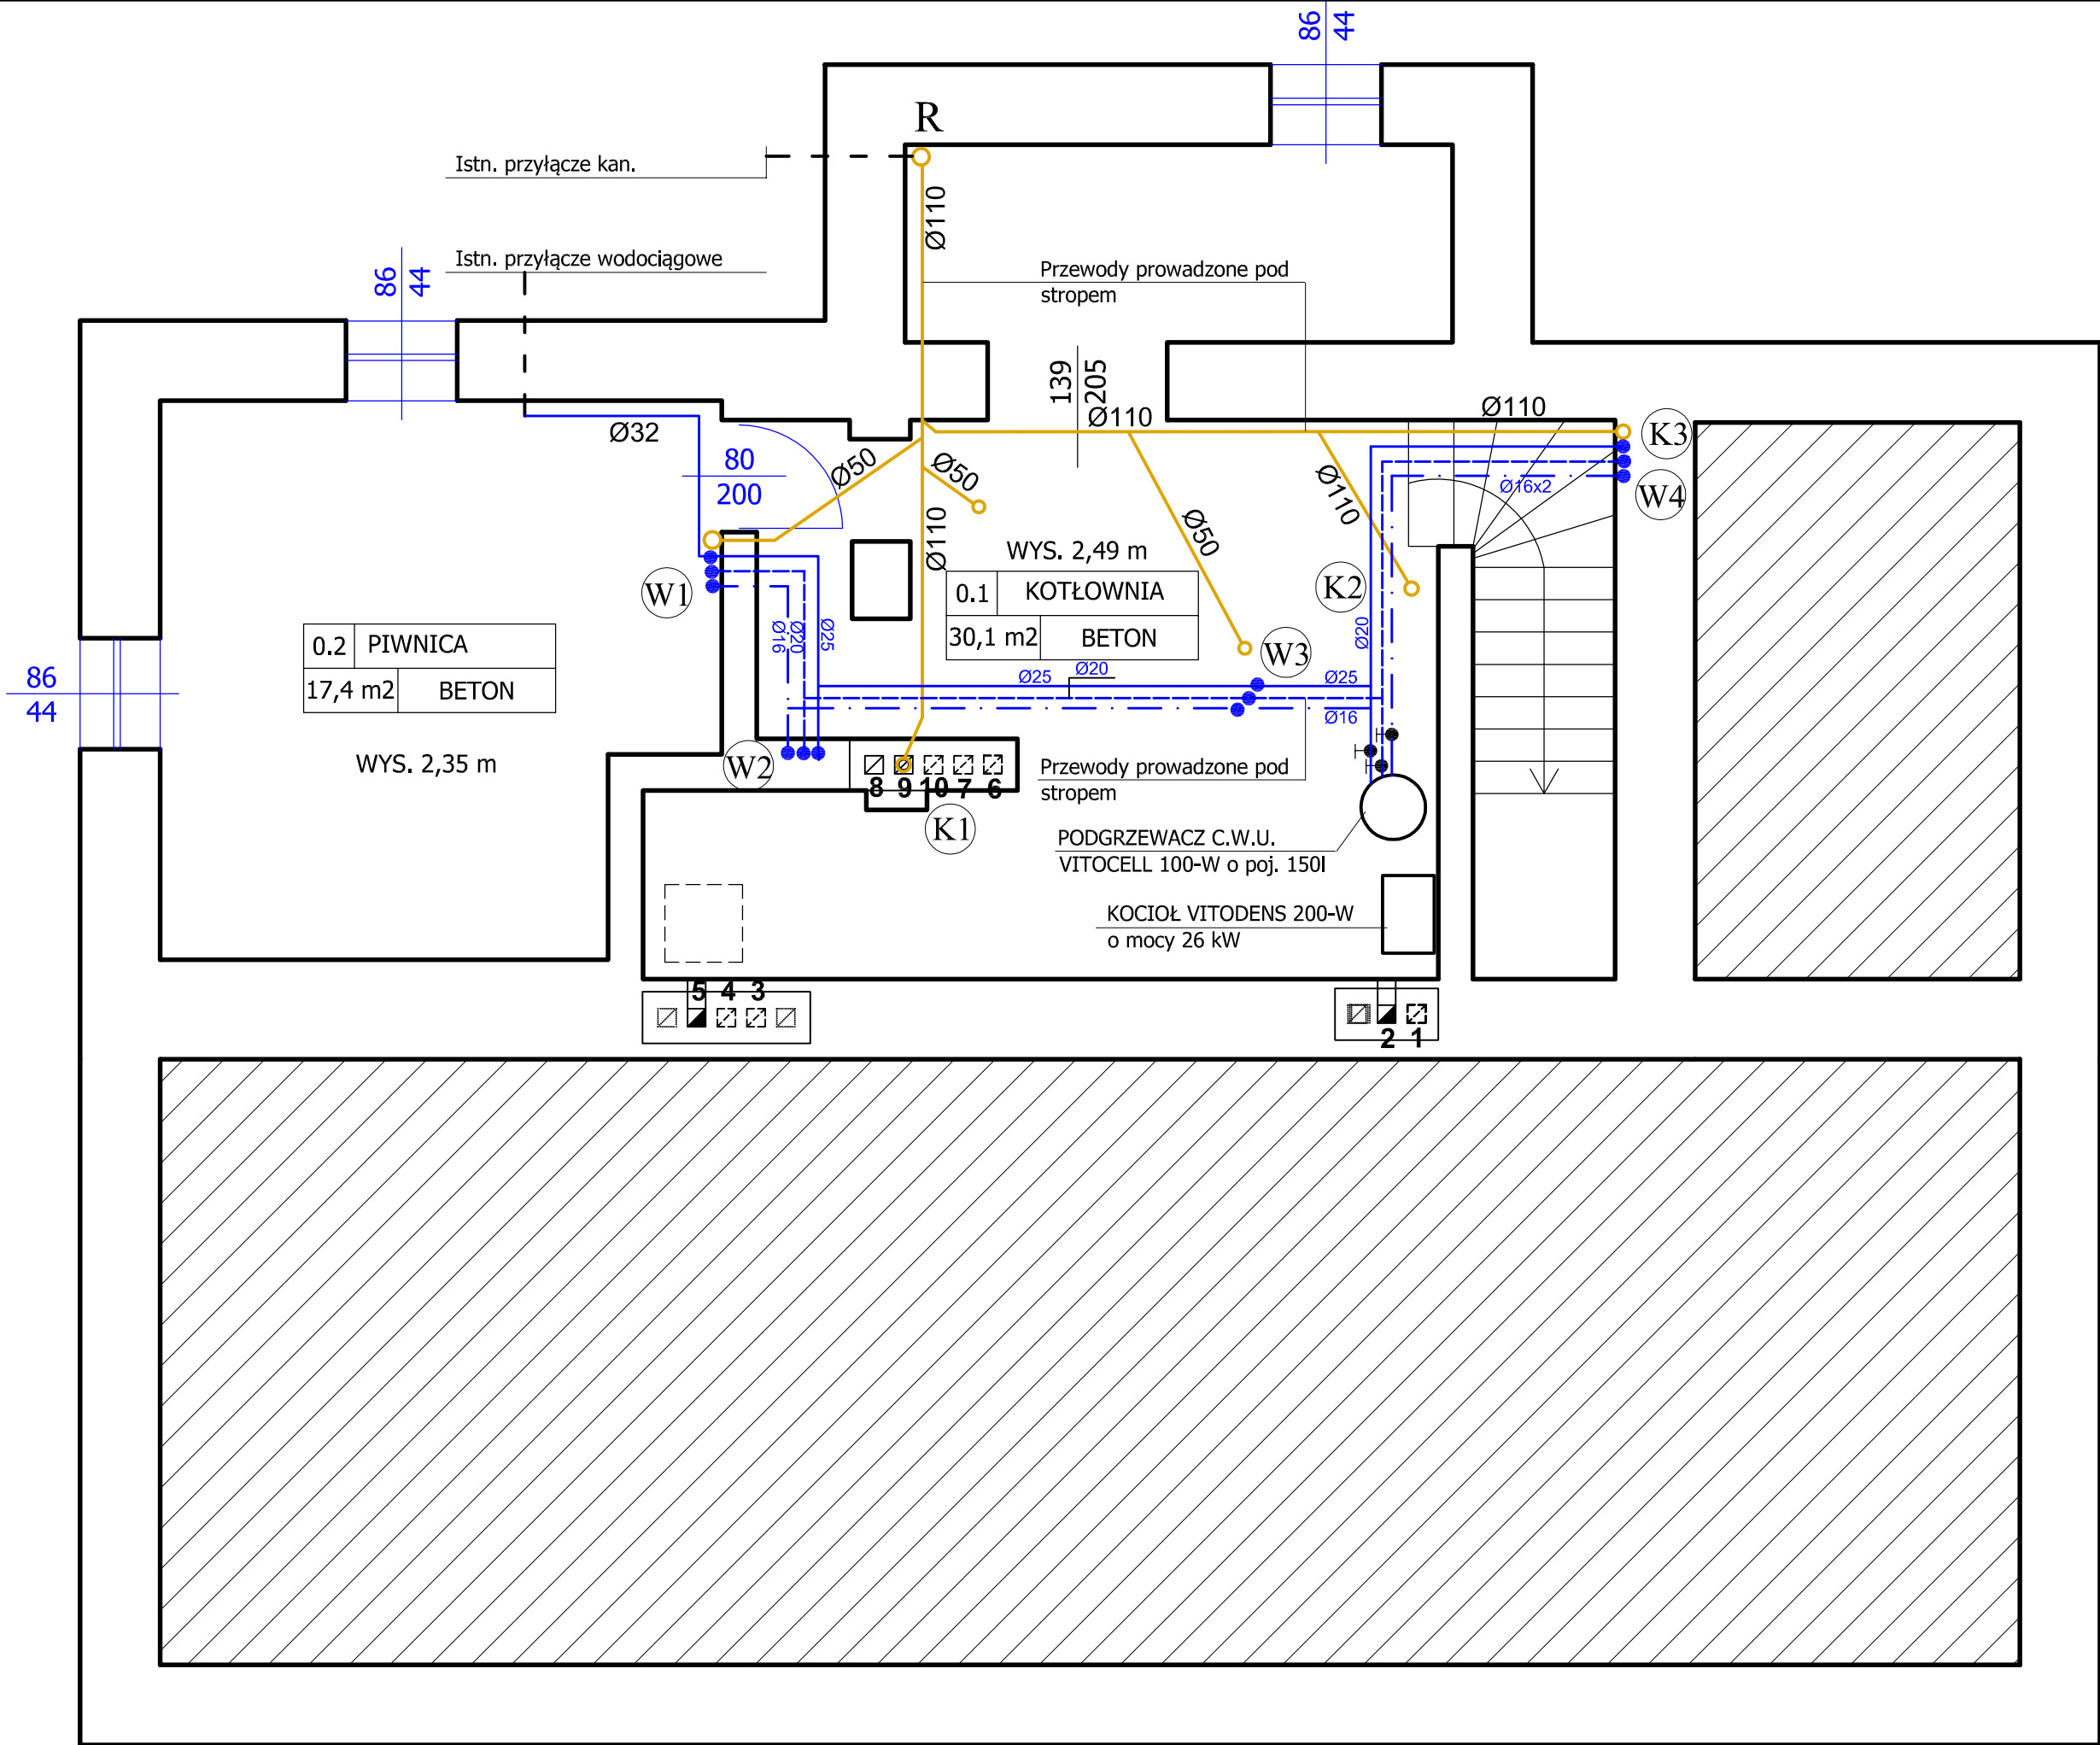 86
44
R
Istn. przyłącze kan.
Ø110
Istn. przyłącze wodociągowe
86
44
Przewody prowadzone pod
stropem
139
205
Ø110
Ø110
K3
Ø32
80
200
Ø50
Ø50
Ø110
Ø16x2
W4
Ø110
Ø50
WYS. 2,49 m
0.1 KOTŁOWNIA
30,1 m2 BETON
K2
W1
Ø16
Ø20
Ø25
Ø20
W3
0.2 PIWNICA
17,4 m2 BETON
Ø25
Ø20
Ø25
Ø16
86
44
WYS. 2,35 m
W2
8 9 10 7 6
K1
Przewody prowadzone pod
stropem
PODGRZEWACZ C.W.U.
VITOCELL 100-W o poj. 150l
KOCIOŁ VITODENS 200-W
o mocy 26 kW
5 4 3
2 1